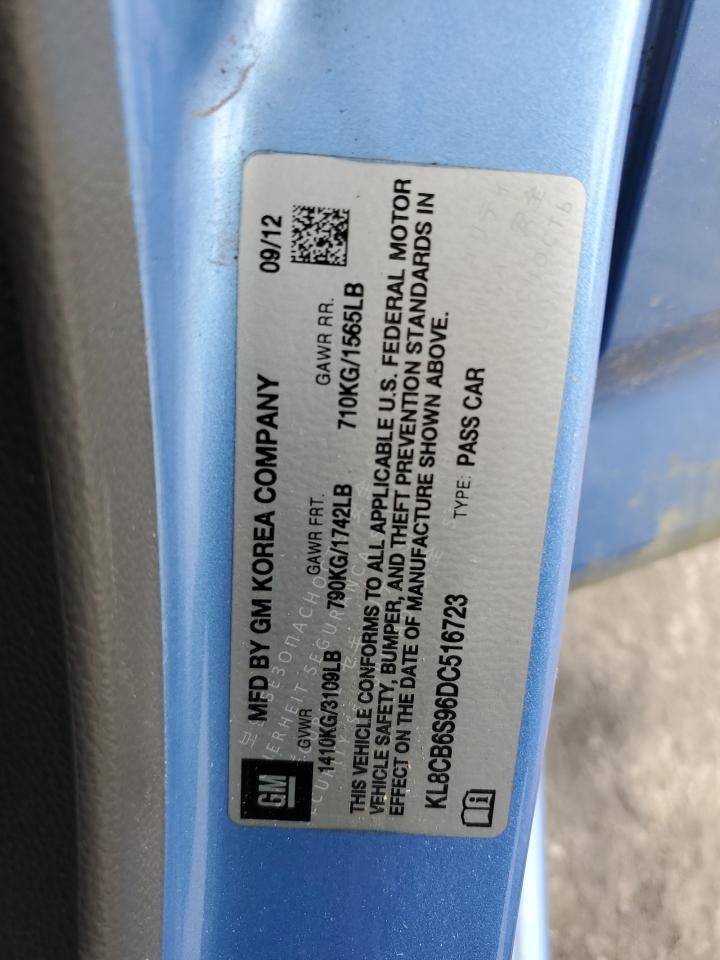 MFD BY GM KOREA COMPANY 09/12
GM
GVWR GAWR FRT. GAWR RR.
1410KG/3109LB 790KG/1742LB 710KG/1565LB
THIS VEHICLE CONFORMS TO ALL APPLICABLE U.S. FEDERAL MOTOR
VEHICLE SAFETY, BUMPER, AND THEFT PREVENTION STANDARDS IN
EFFECT ON THE DATE OF MANUFACTURE SHOWN ABOVE.
KL8CB6S96DC516723 TYPE: PASS CAR